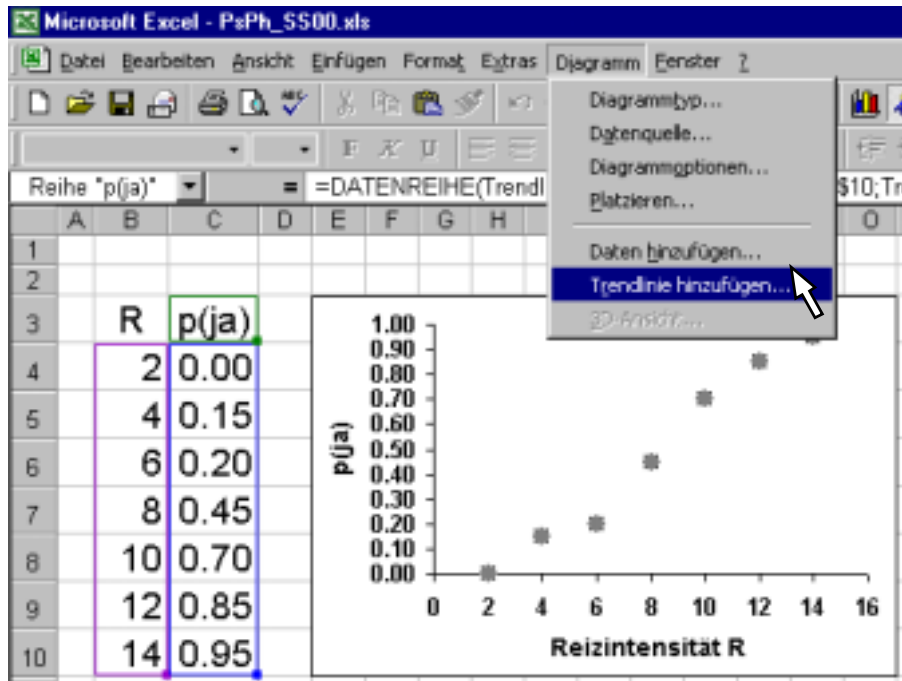 Microsoft Excel - PsPh_SS00.xls
Datei Bearbeiten Ansicht Einfügen Format Extras Diagramm Fenster ?
Diagrammtyp...
Datenquelle...
Diagrammoptionen...
Platzieren...
Daten hinzufügen...
Trendlinie hinzufügen...
3D-Ansicht...
ABC
F K U
Reihe "p(ja)" = =DATENREIHE(Trendl $10;Tr
A B C D E F G H O
1
2
3 R p(ja)
4 2 0.00
5 4 0.15
6 6 0.20
7 8 0.45
8 10 0.70
9 12 0.85
10 14 0.95
p(ja)
1.00
0.90
0.80
0.70
0.60
0.50
0.40
0.30
0.20
0.10
0.00
0 2 4 6 8 10 12 14 16
Reizintensität R